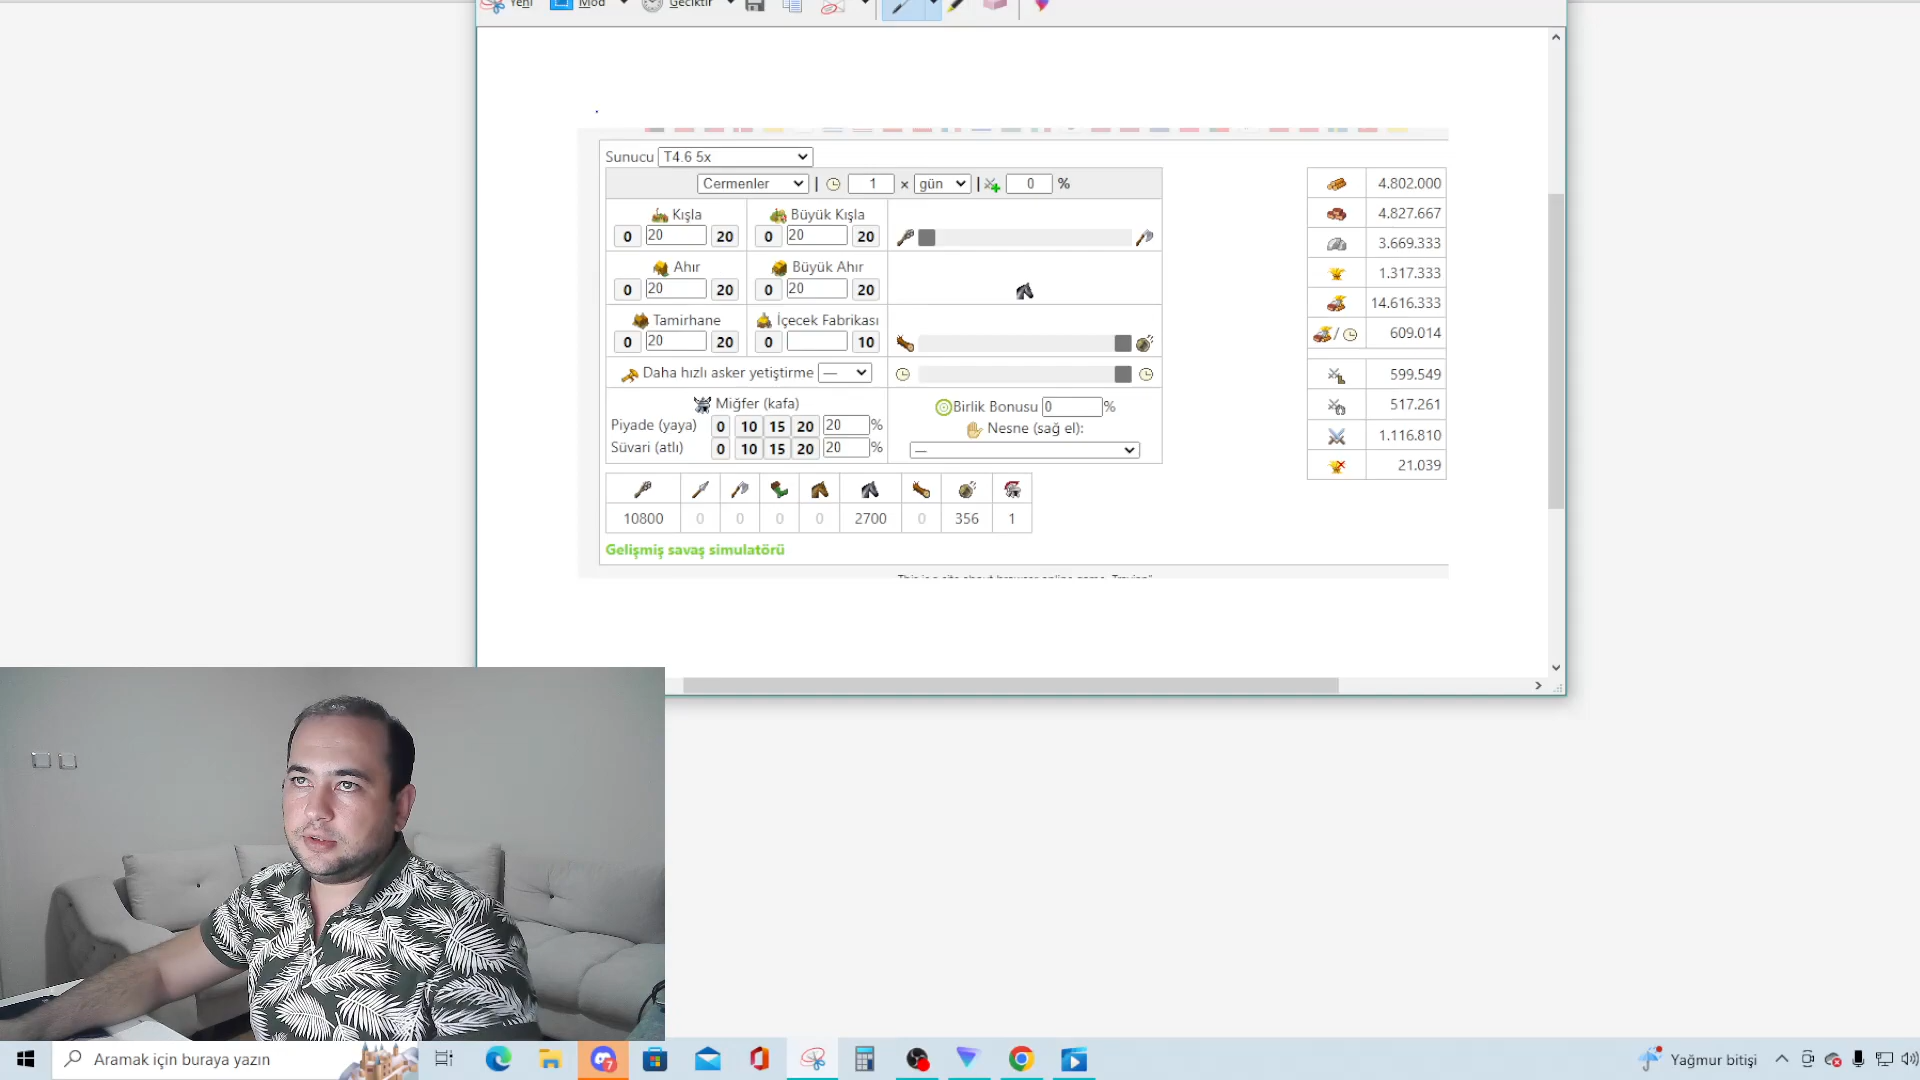 Yeni Mod Geciktir
Sunucu T4.6 5x
Cermenler | 1 x gün | 0 %
Kışla Büyük Kışla
0 20 20 0 20 20
Ahır Büyük Ahır
0 20 20 0 20 20
Tamirhane İçecek Fabrikası
0 20 20 0 10
Daha hızlı asker yetiştirme —
Miğfer (kafa)
Piyade (yaya) 0 10 15 20 20 %
Süvari (atlı) 0 10 15 20 20 %
Birlik Bonusu 0 %
Nesne (sağ el):
—
10800 0 0 0 0 2700 0 356 1
Gelişmiş savaş simulatörü
4.802.000
4.827.667
3.669.333
1.317.333
14.616.333
/ 609.014
599.549
517.261
1.116.810
21.039
Aramak için buraya yazın
7
Yağmur bitişi